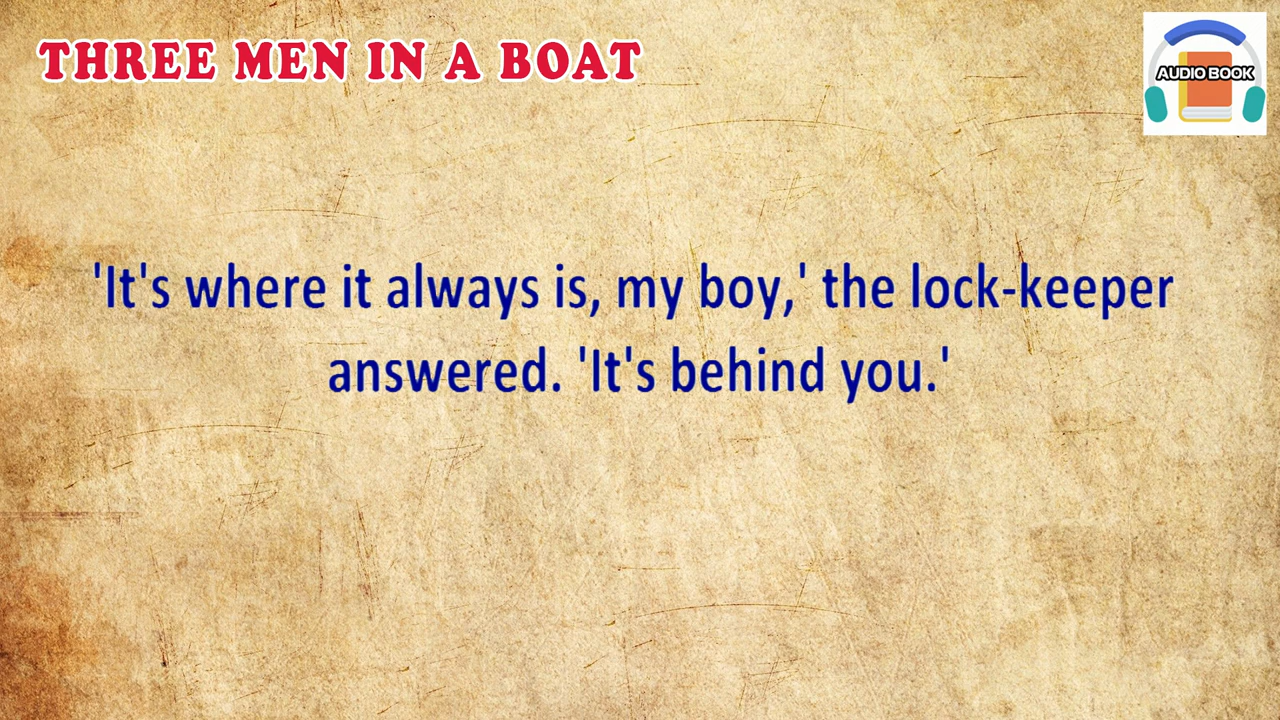 THREE MEN IN A BOAT
AUDIO BOOK
'It's where it always is, my boy,' the lock-keeper
answered. 'It's behind you.'